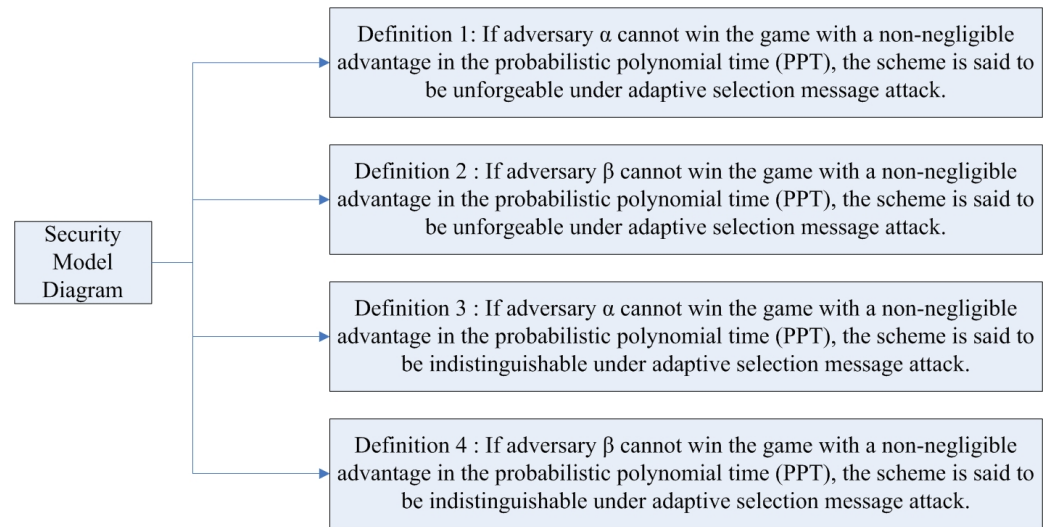 Security
Model
Diagram
Definition 1: If adversary α cannot win the game with a non-negligible
advantage in the probabilistic polynomial time (PPT), the scheme is said to
be unforgeable under adaptive selection message attack.
Definition 2 : If adversary β cannot win the game with a non-negligible
advantage in the probabilistic polynomial time (PPT), the scheme is said to
be unforgeable under adaptive selection message attack.
Definition 3 : If adversary α cannot win the game with a non-negligible
advantage in the probabilistic polynomial time (PPT), the scheme is said to
be indistinguishable under adaptive selection message attack.
Definition 4 : If adversary β cannot win the game with a non-negligible
advantage in the probabilistic polynomial time (PPT), the scheme is said to
be indistinguishable under adaptive selection message attack.